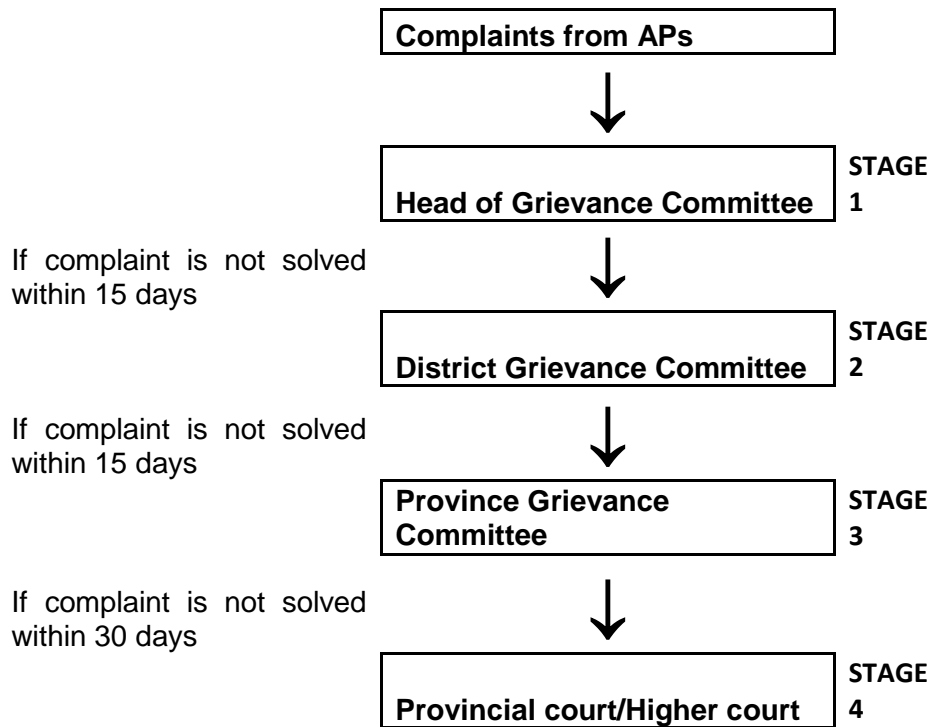 Complaints from APs
STAGE
Head of Grievance Committee 1
If complaint is not solved
within 15 days
STAGE
District Grievance Committee 2
If complaint is not solved
within 15 days
Province Grievance STAGE
Committee 3
If complaint is not solved
within 30 days
STAGE
Provincial court/Higher court 4